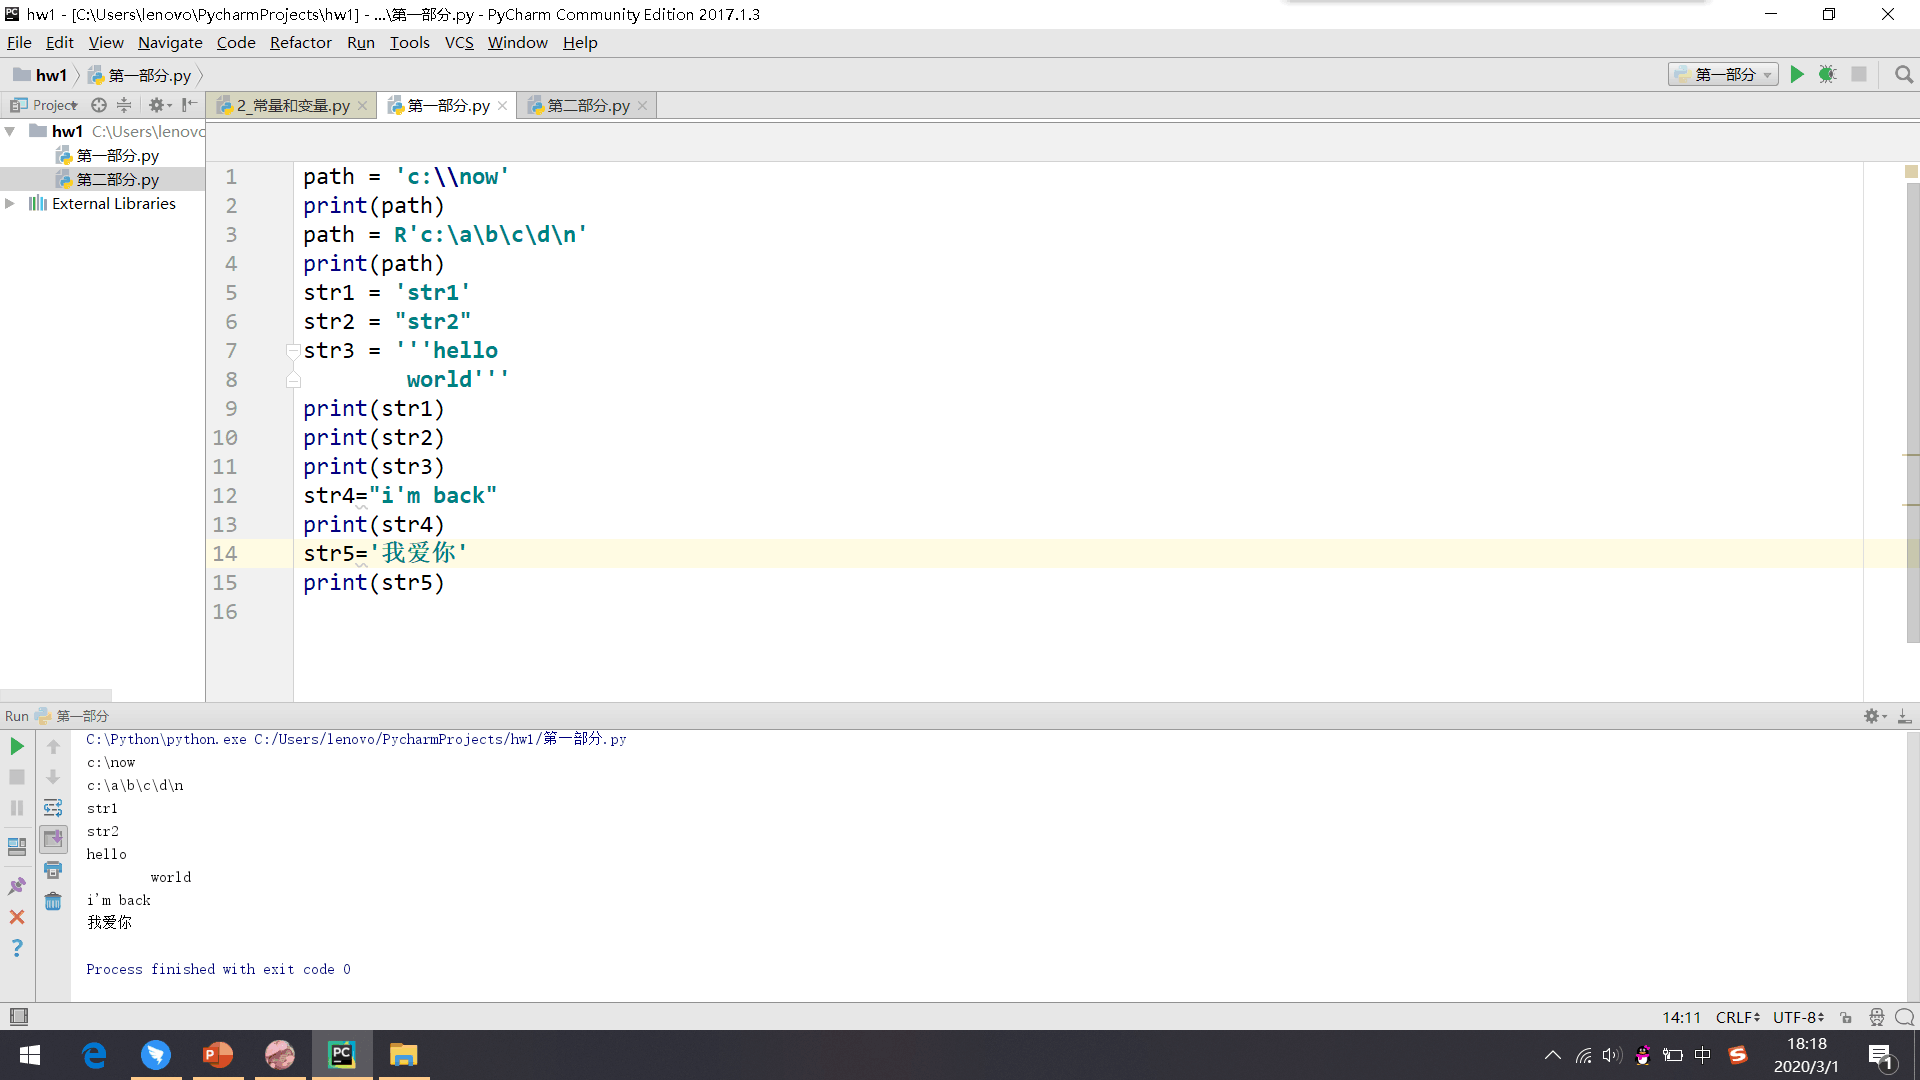 hw1 - [C:\Users\lenovo\PycharmProjects\hw1] - ...\第一部分.py - PyCharm Community Edition 2017.1.3
File Edit View Navigate Code Refactor Run Tools VCS Window Help
hw1 第一部分.py 第一部分
Project 2_常量和变量.py 第一部分.py 第二部分.py
hw1 C:\Users\lenovo
第一部分.py
第二部分.py
External Libraries
1 path = 'c:\\now'
2 print(path)
3 path = R'c:\a\b\c\d\n'
4 print(path)
5 str1 = 'str1'
6 str2 = "str2"
7 str3 = '''hello
8 world'''
9 print(str1)
10 print(str2)
11 print(str3)
12 str4="i'm back"
13 print(str4)
14 str5='我爱你'
15 print(str5)
16
Run 第一部分
C:\Python\python.exe C:/Users/lenovo/PycharmProjects/hw1/第一部分.py
c:\now
c:\a\b\c\d\n
str1
str2
hello
world
i'm back
我爱你
Process finished with exit code 0
14:11 CRLF UTF-8
中 18:18
2020/3/1
1